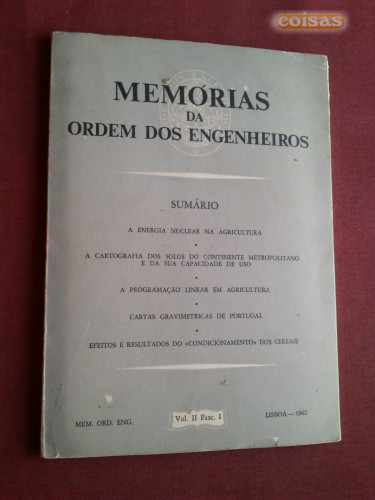 coisas
MEMÓRIAS
DA
ORDEM DOS ENGENHEIROS
SUMÁRIO
A ENERGIA NUCLEAR NA AGRICULTURA
A CARTOGRAFIA DOS SOLOS DO CONTINENTE METROPOLITANO
E DA SUA CAPACIDADE DE USO
A PROGRAMAÇÃO LINEAR EM AGRICULTURA
CARTAS GRAVIMETRICAS DE PORTUGAL
EFEITOS E RESULTADOS DO «CONDICIONAMENTO» DOS CEREAIS
MEM. ORD. ENG. Vol. II Fasc. I LISBOA — 1962